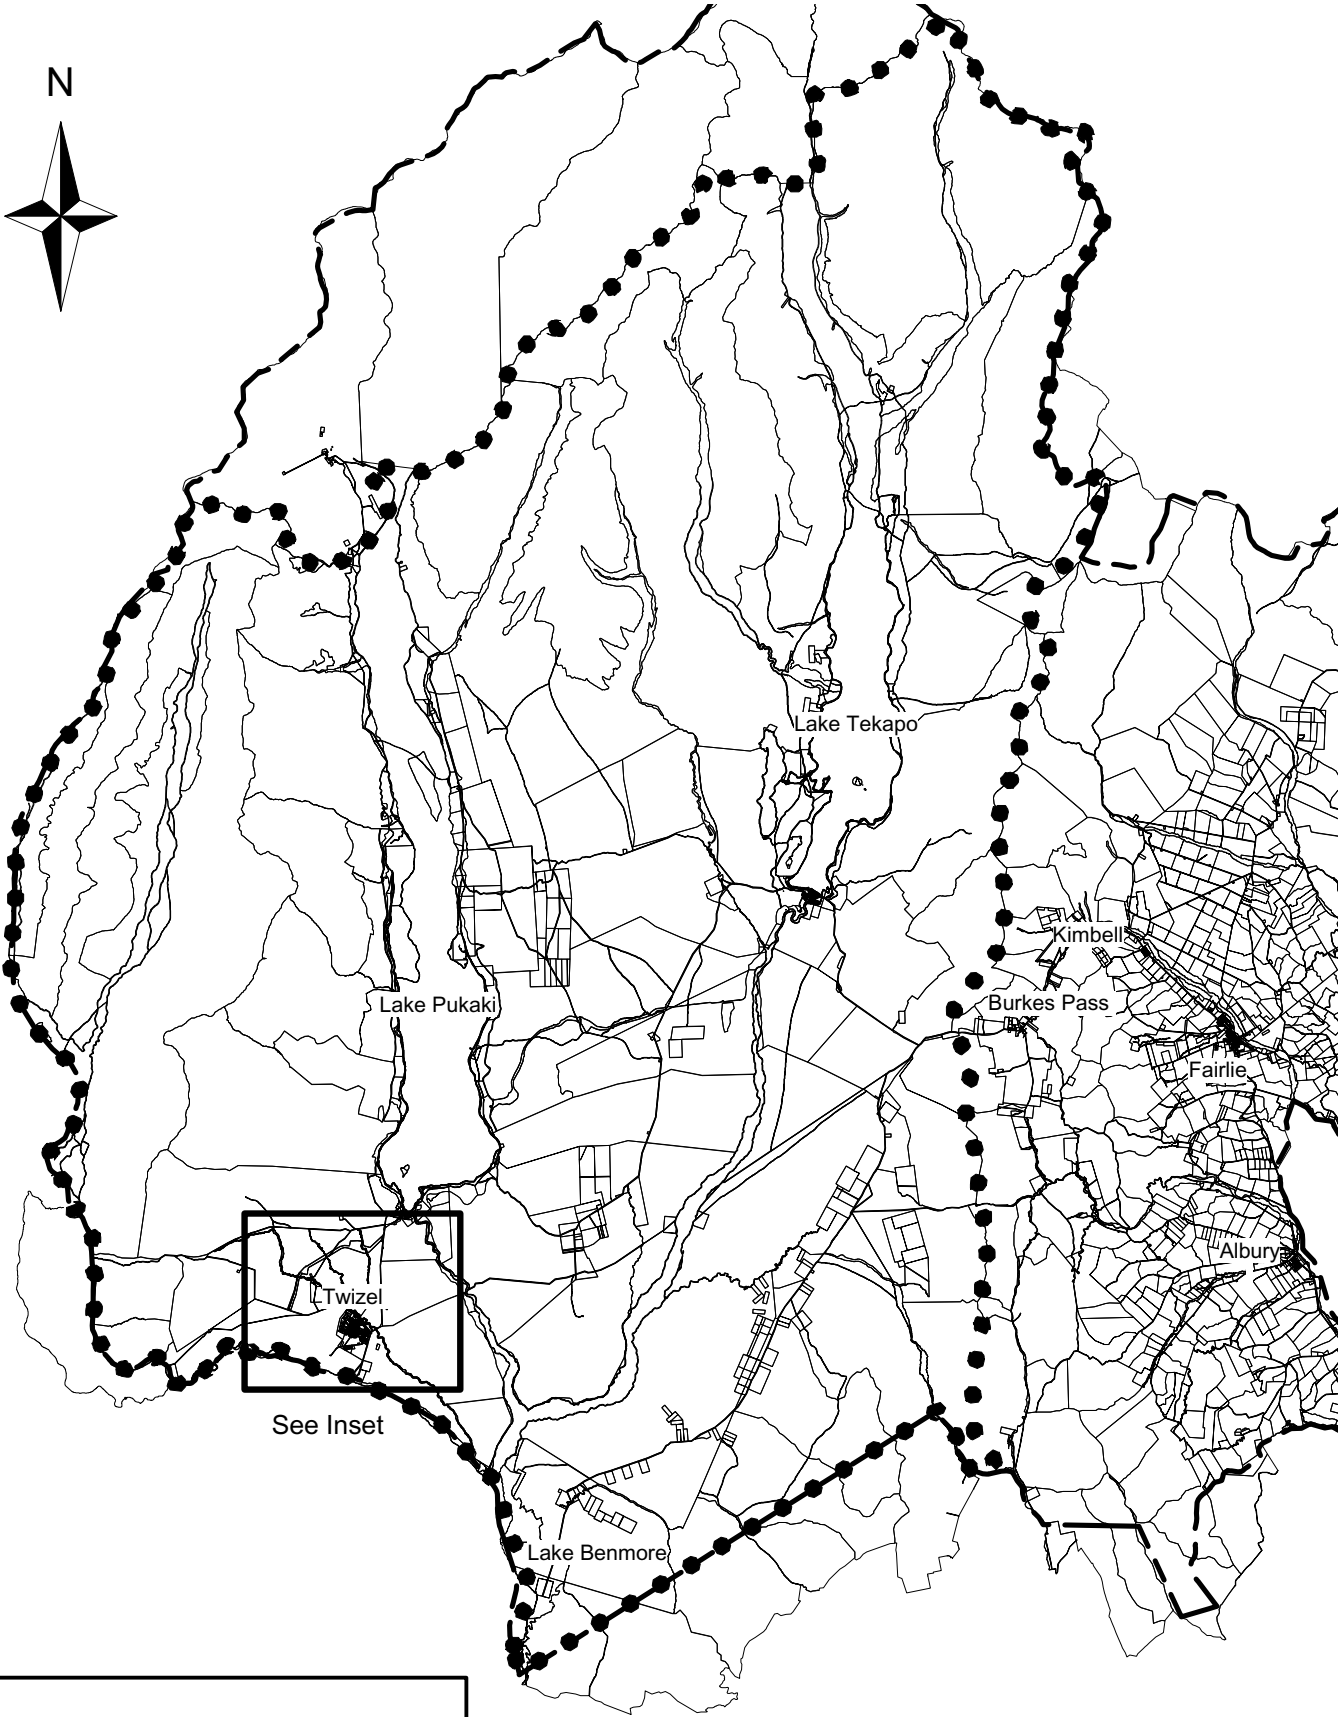 N
Lake Tekapo
Kimbell
Lake Pukaki
Burkes Pass
Fairlie
Albury
Twizel
See Inset
Lake Benmore